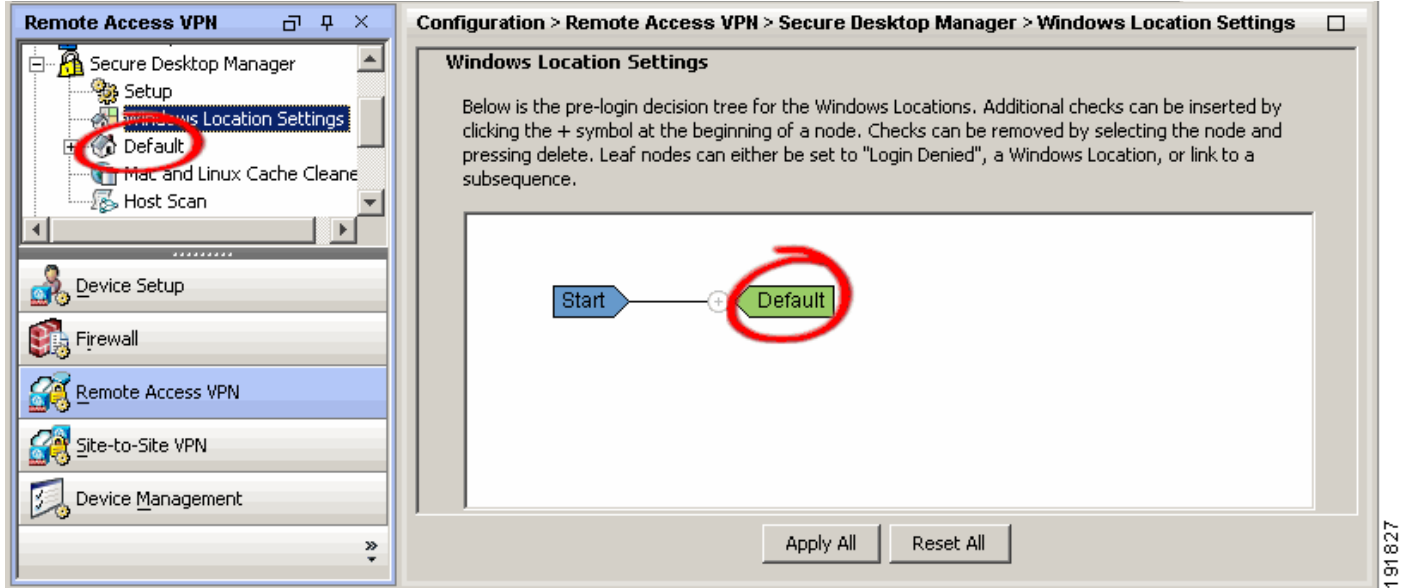 Remote Access VPN
Secure Desktop Manager
Setup
Windows Location Settings
Default
Mac and Linux Cache Cleane
Host Scan
Device Setup
Firewall
Remote Access VPN
Site-to-Site VPN
Device Management
Configuration > Remote Access VPN > Secure Desktop Manager > Windows Location Settings
Windows Location Settings
Below is the pre-login decision tree for the Windows Locations. Additional checks can be inserted by
clicking the + symbol at the beginning of a node. Checks can be removed by selecting the node and
pressing delete. Leaf nodes can either be set to "Login Denied", a Windows Location, or link to a
subsequence.
Start
+
Default
Apply All
Reset All
191827